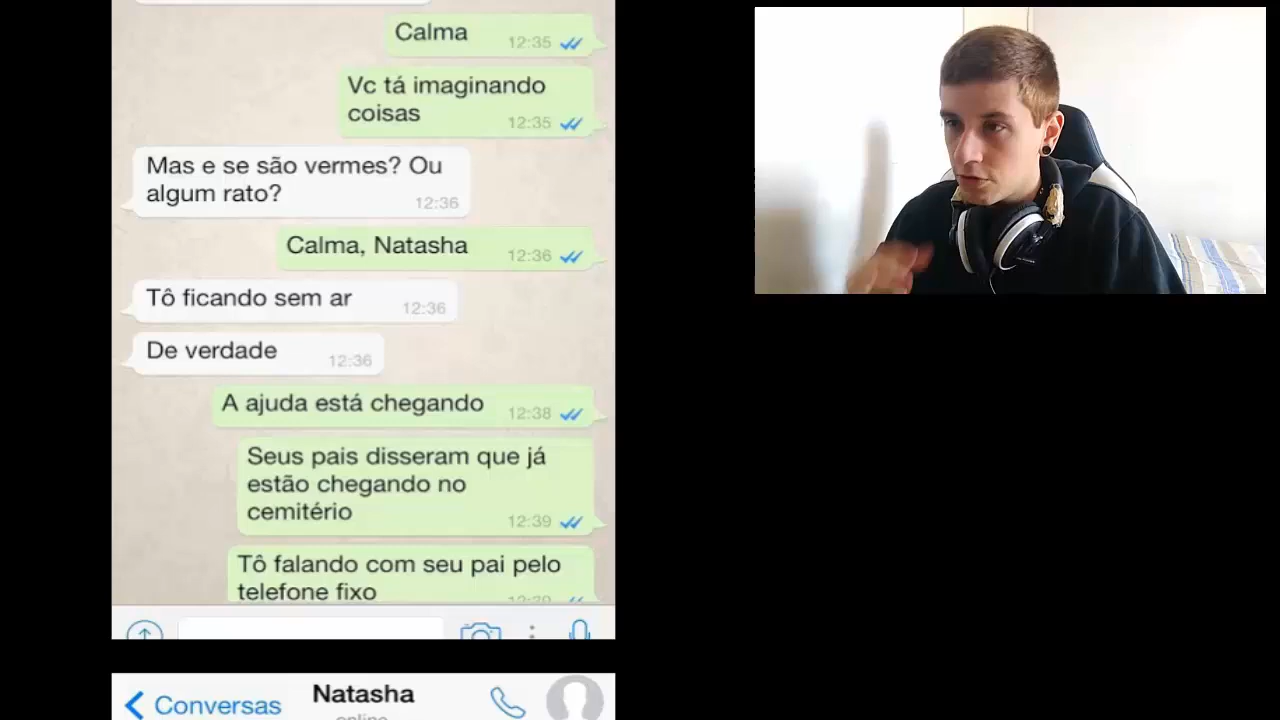 Calma
12:35
Vc tá imaginando
coisas
12:35
Mas e se são vermes? Ou
algum rato?
12:36
Calma, Natasha
12:36
Tô ficando sem ar
12:36
De verdade
12:36
A ajuda está chegando
12:38
Seus pais disseram que já
estão chegando no
cemitério
12:39
Tô falando com seu pai pelo
telefone fixo
12:39
Conversas
Natasha
online